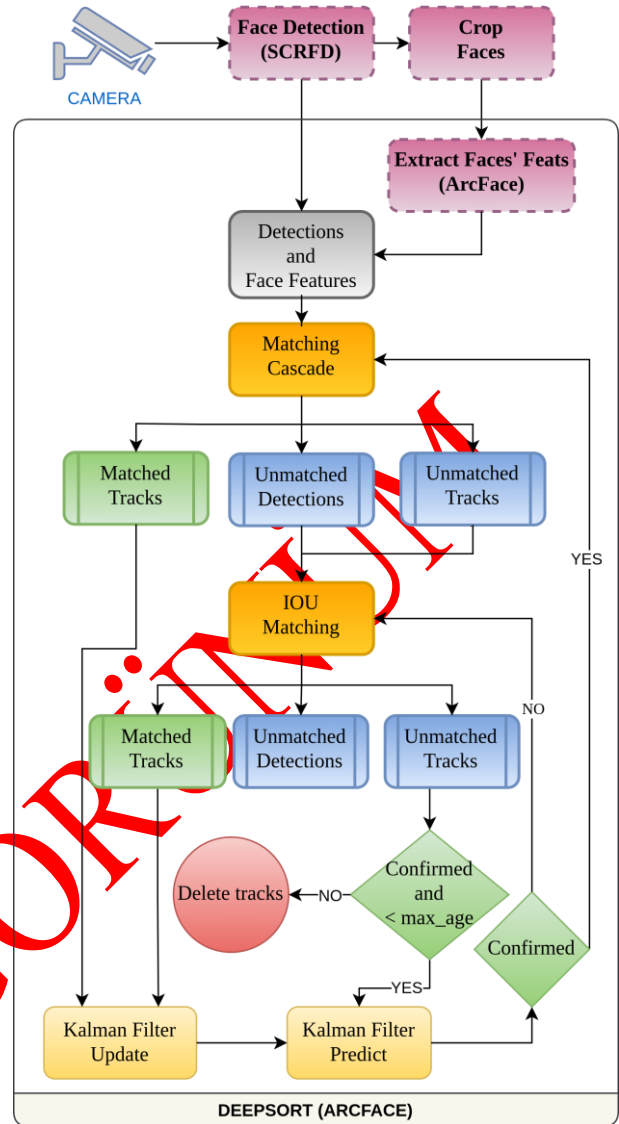 Face Detection
(SCRFD)
Crop
Faces
CAMERA
Extract Faces' Feats
(ArcFace)
Detections
and
Face Features
Matching
Cascade
Matched
Tracks
Unmatched
Detections
Unmatched
Tracks
YES
IOU
Matching
NO
Matched
Tracks
Unmatched
Detections
Unmatched
Tracks
Delete tracks
NO
Confirmed
and
< max_age
Confirmed
YES
Kalman Filter
Update
Kalman Filter
Predict
DEEPSORT (ARCFACE)